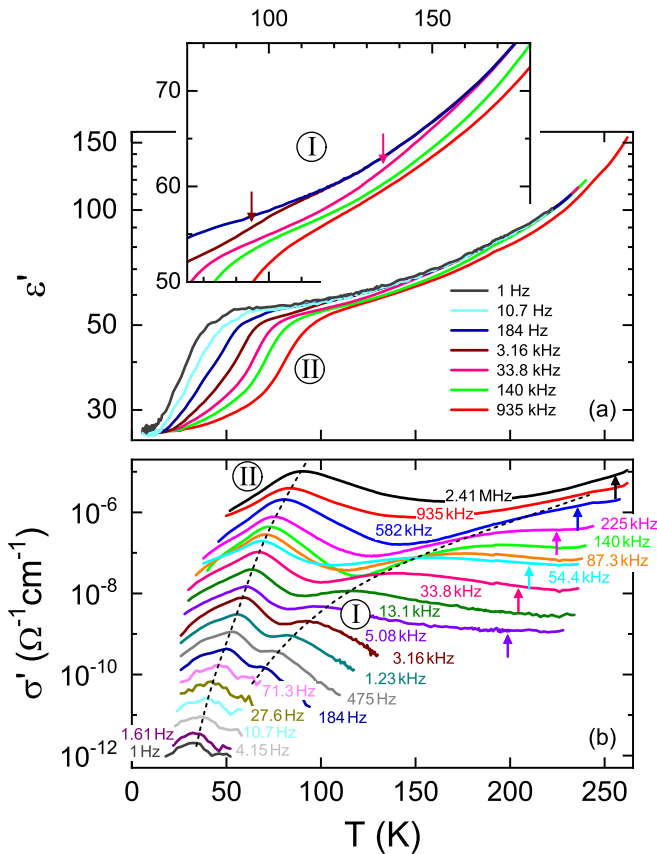 100 150
70
60
50
I
150
100
50
30
ε'
1 Hz
10.7 Hz
184 Hz
3.16 kHz
33.8 kHz
140 kHz
935 kHz
II
(a)
II
2.41 MHz
935 kHz
582 kHz
225 kHz
140 kHz
87.3 kHz
54.4 kHz
33.8 kHz
13.1 kHz
I
5.08 kHz
3.16 kHz
1.23 kHz
475 Hz
71.3 Hz
184 Hz
27.6 Hz
10.7 Hz
1.61 Hz
4.15 Hz
1 Hz
(b)
10⁻⁶
10⁻⁸
10⁻¹⁰
10⁻¹²
σ' (Ω⁻¹cm⁻¹)
0 50 100 150 200 250
T (K)